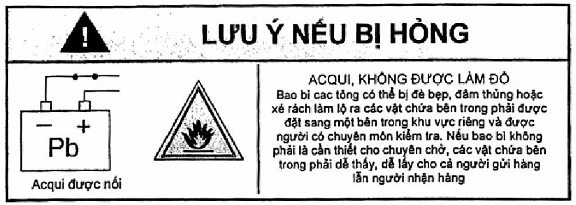 LƯU Ý NẾU BỊ HỎNG
ACQUI, KHÔNG ĐƯỢC LÀM ĐỔ
Bao bì cac tông có thể bị đè bẹp, đâm thủng hoặc
xé rách làm lộ ra các vật chứa bên trong phải được
đặt sang một bên trong khu vực riêng và được
người có chuyên môn kiểm tra. Nếu bao bì không
phải là cần thiết cho chuyên chở, các vật chứa bên
trong phải dễ thấy, dễ lấy cho cả người gửi hàng
lẫn người nhận hàng
− +
Pb
Acqui được nối